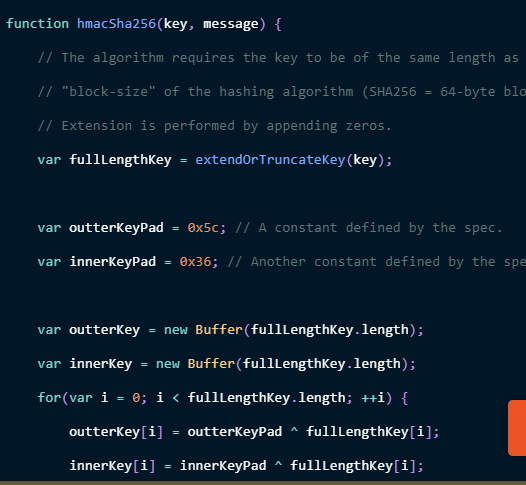 function hmacSha256(key, message) {
// The algorithm requires the key to be of the same length as
// "block-size" of the hashing algorithm (SHA256 = 64-byte blo
// Extension is performed by appending zeros.
var fullLengthKey = extendOrTruncateKey(key);
var outterKeyPad = 0x5c; // A constant defined by the spec.
var innerKeyPad = 0x36; // Another constant defined by the spe
var outterKey = new Buffer(fullLengthKey.length);
var innerKey = new Buffer(fullLengthKey.length);
for(var i = 0; i < fullLengthKey.length; ++i) {
outterKey[i] = outterKeyPad ^ fullLengthKey[i];
innerKey[i] = innerKeyPad ^ fullLengthKey[i];